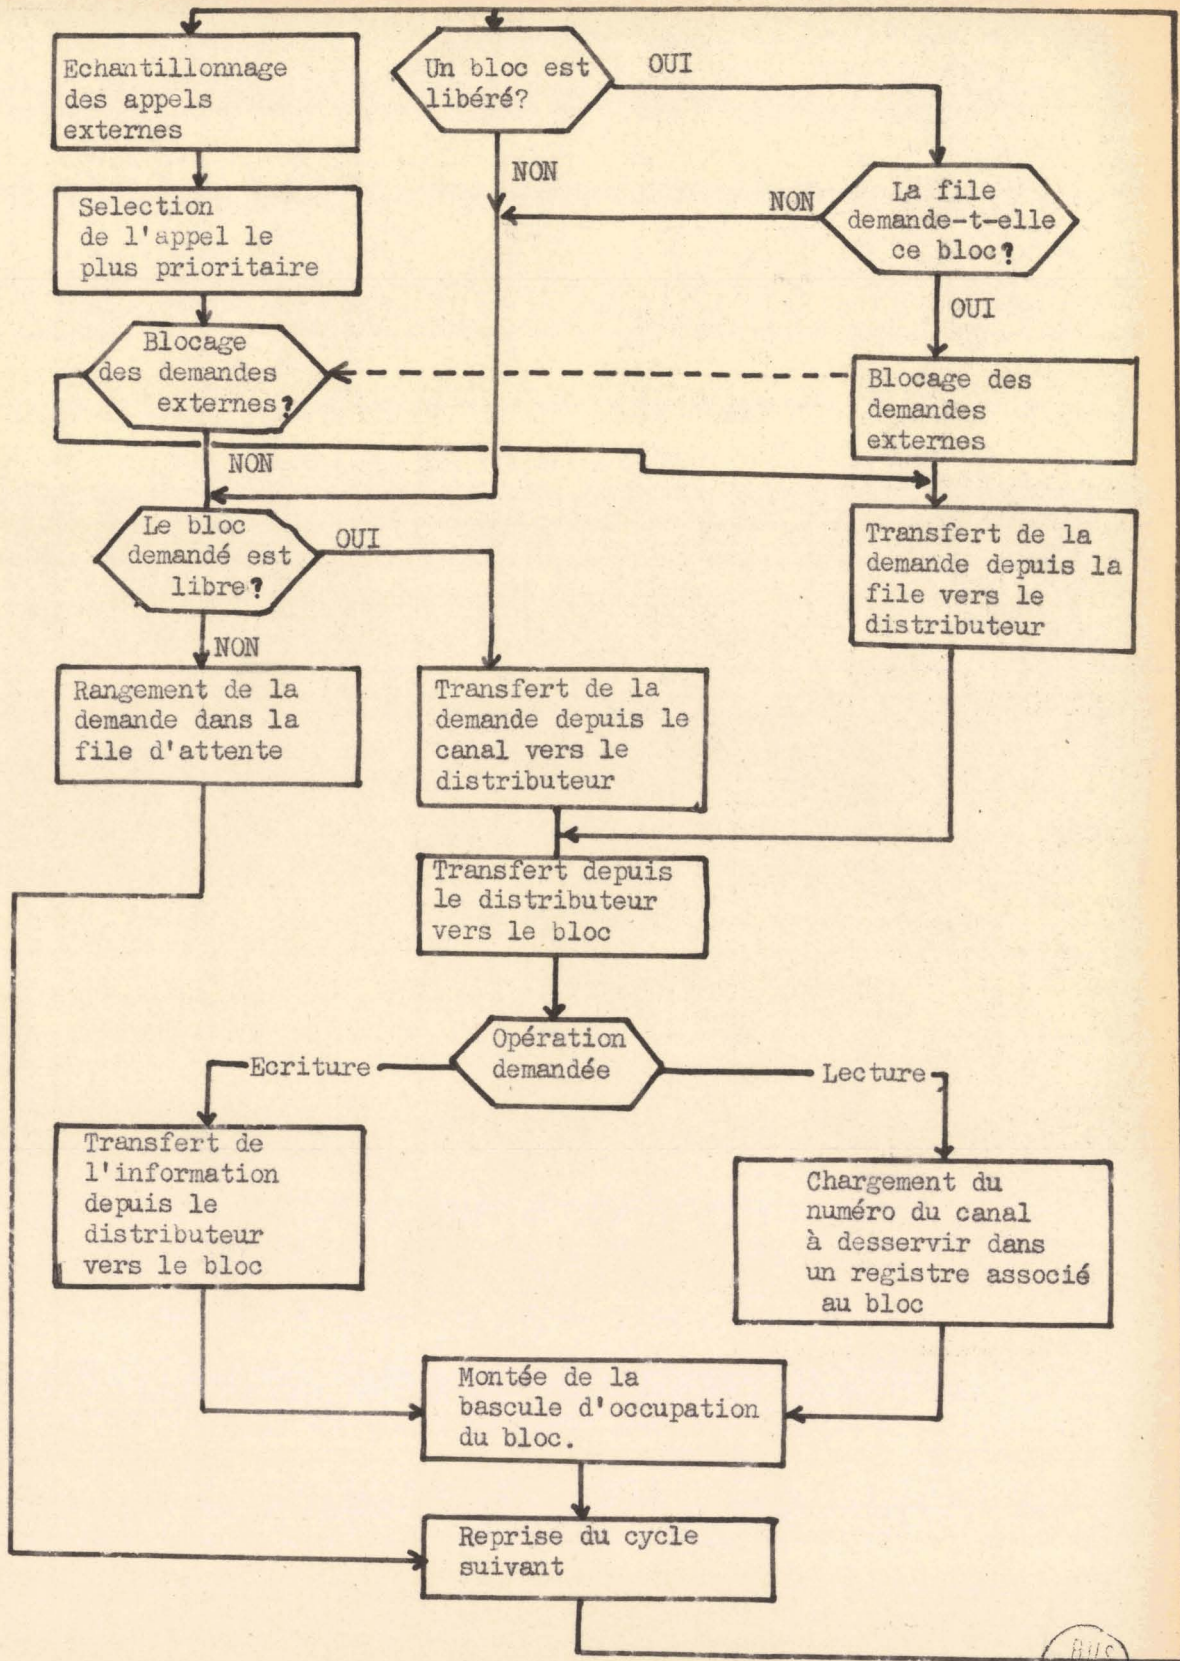 Echantillonnage
des appels
externes
Un bloc est
libéré?
OUI
NON
Selection
de l'appel le
plus prioritaire
NON
La file
demande-t-elle
ce bloc?
OUI
Blocage
des demandes
externes?
Blocage des
demandes
externes
NON
Le bloc
demandé est
libre?
OUI
Transfert de la
demande depuis la
file vers le
distributeur
NON
Rangement de la
demande dans la
file d'attente
Transfert de la
demande depuis le
canal vers le
distributeur
Transfert depuis
le distributeur
vers le bloc
Opération
demandée
Ecriture
Lecture
Transfert de
l'information
depuis le
distributeur
vers le bloc
Chargement du
numéro du canal
à desservir dans
un registre associé
au bloc
Montée de la
bascule d'occupation
du bloc.
Reprise du cycle
suivant